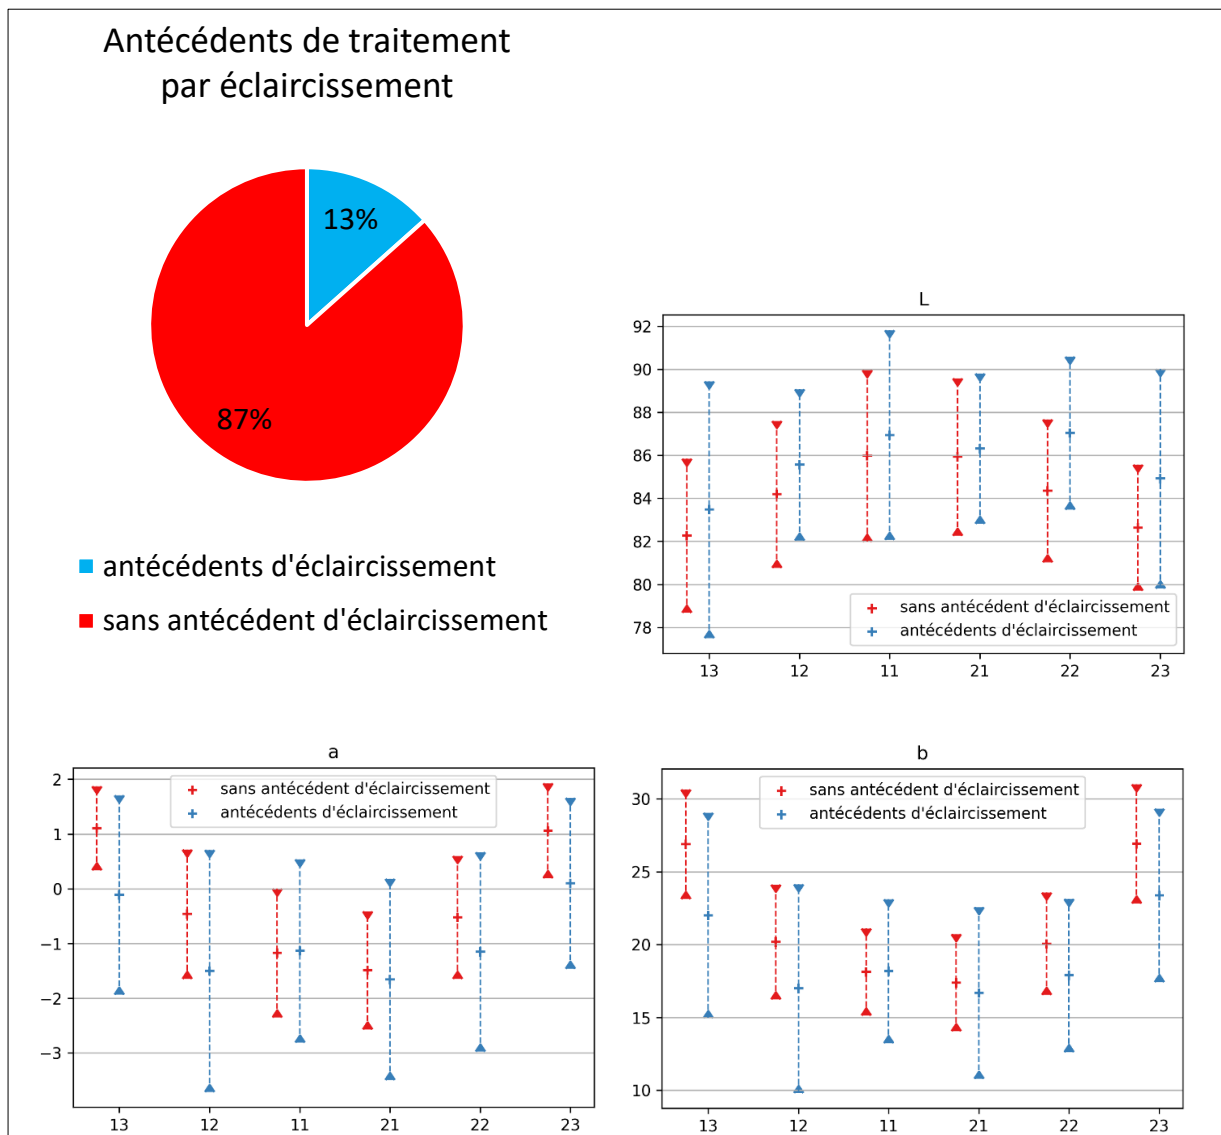 Antécédents de traitement
par éclaircissement
13%
87%
antécédents d'éclaircissement
sans antécédent d'éclaircissement
L
92
90
88
86
84
82
80
78
sans antécédent d'éclaircissement
antécédents d'éclaircissement
13 12 11 21 22 23
a
2
1
0
−1
−2
−3
sans antécédent d'éclaircissement
antécédents d'éclaircissement
13 12 11 21 22 23
b
30
25
20
15
10
sans antécédent d'éclaircissement
antécédents d'éclaircissement
13 12 11 21 22 23